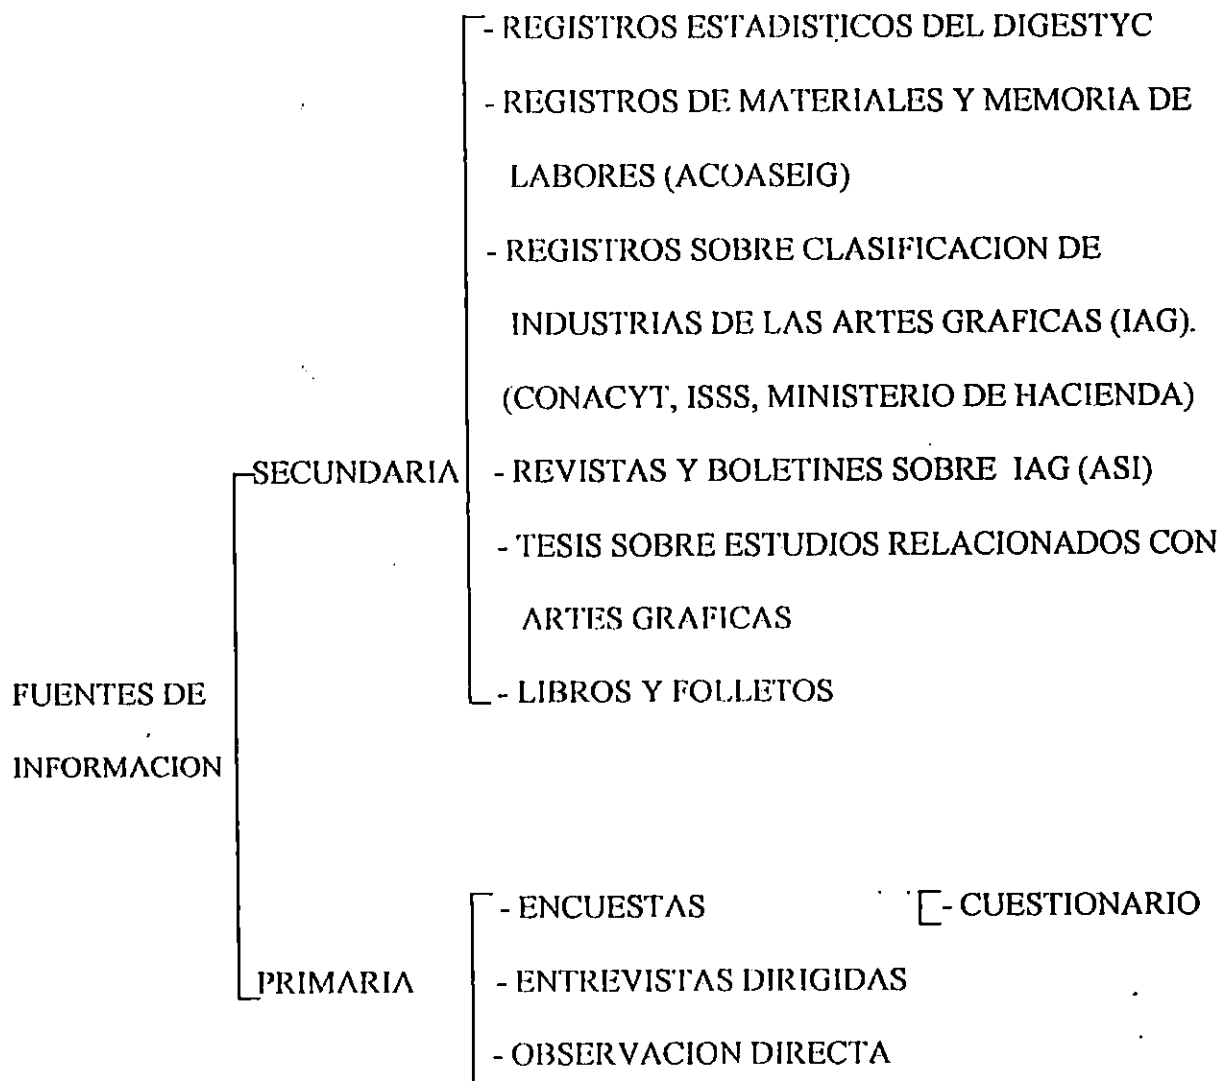 - REGISTROS ESTADISTICOS DEL DIGESTYC
- REGISTROS DE MATERIALES Y MEMORIA DE
LABORES (ACOASEIG)
- REGISTROS SOBRE CLASIFICACION DE
INDUSTRIAS DE LAS ARTES GRAFICAS (IAG).
(CONACYT, ISSS, MINISTERIO DE HACIENDA)
SECUNDARIA
- REVISTAS Y BOLETINES SOBRE IAG (ASI)
- TESIS SOBRE ESTUDIOS RELACIONADOS CON
ARTES GRAFICAS
- LIBROS Y FOLLETOS
FUENTES DE
INFORMACION
- ENCUESTAS
- CUESTIONARIO
PRIMARIA
- ENTREVISTAS DIRIGIDAS
- OBSERVACION DIRECTA